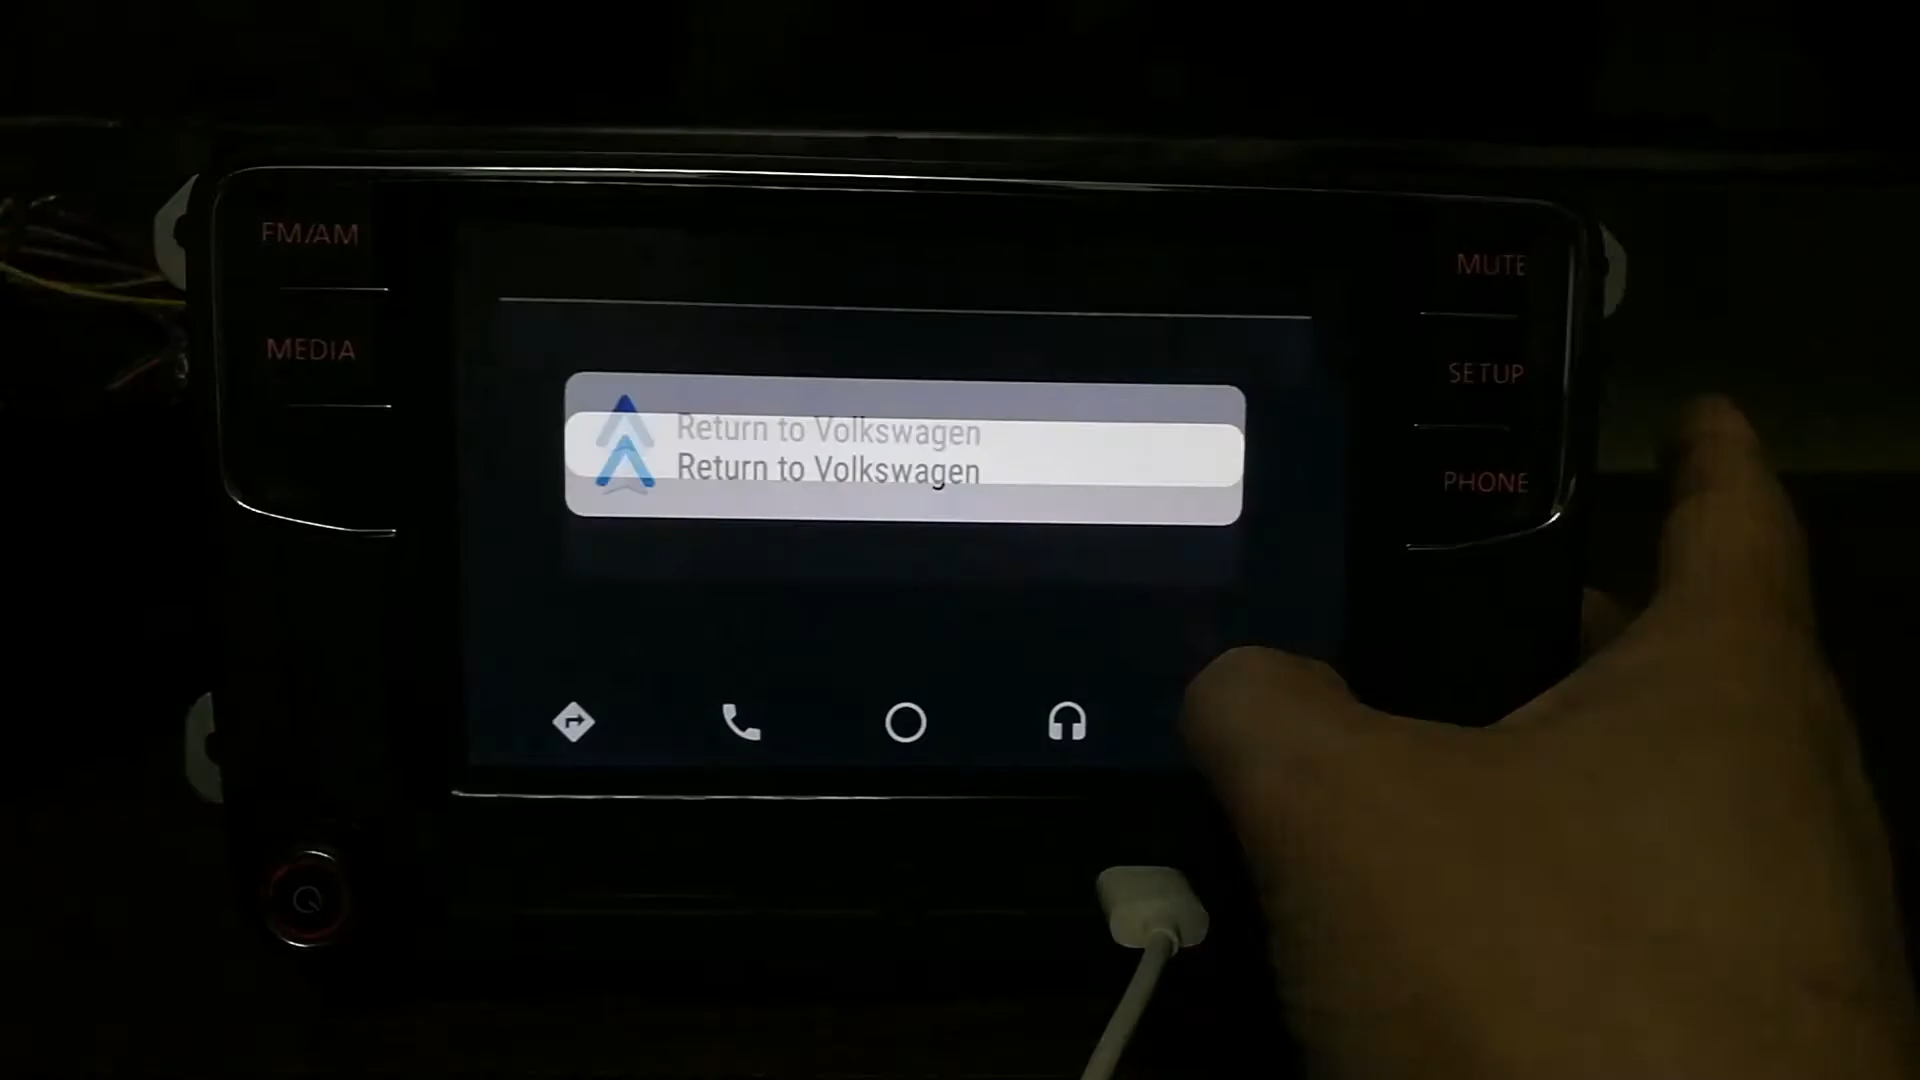 FM/AM
MEDIA
Return to Volkswagen
Return to Volkswagen
MUTE
SETUP
PHONE